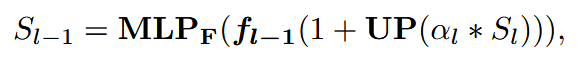 S_{l-1} = MLP_F(f_{l-1}(1 + UP(α_l * S_l))),